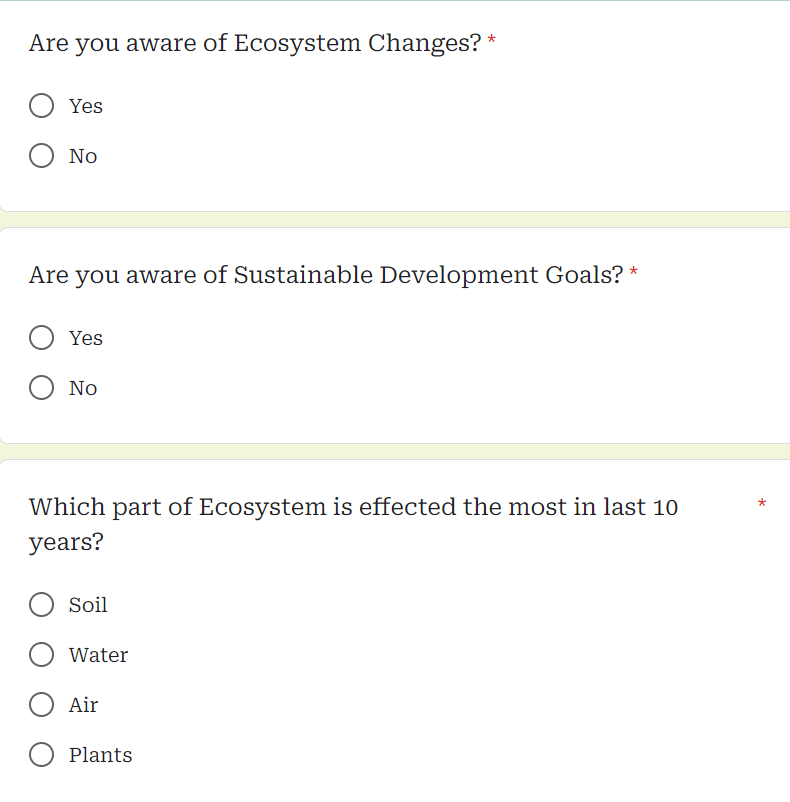 Are you aware of Ecosystem Changes? *
Yes
No
Are you aware of Sustainable Development Goals? *
Yes
No
Which part of Ecosystem is effected the most in last 10 *
years?
Soil
Water
Air
Plants